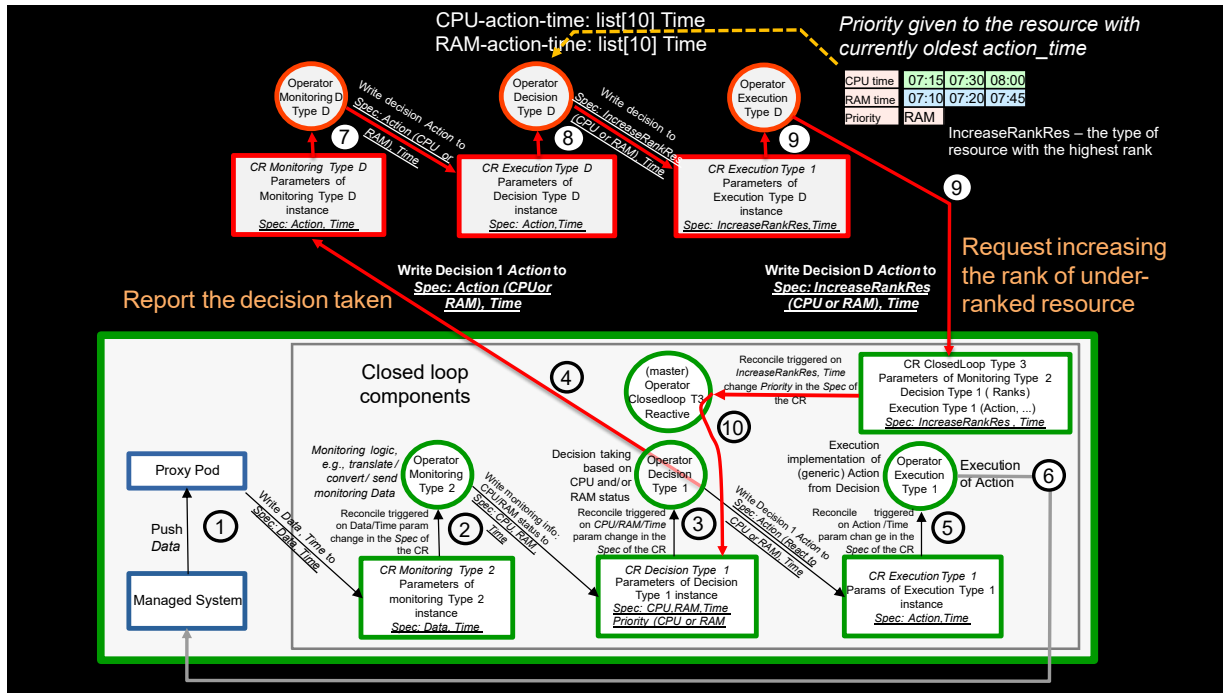 CPU-action-time: list[10] Time
RAM-action-time: list[10] Time
Priority given to the resource with
currently oldest action_time
CPU time 07:15 07:30 08:00
RAM time 07:10 07:20 07:45
Priority RAM
IncreaseRankRes – the type of
resource with the highest rank
Operator
Monitoring D
Type D
Write decision Action to
Spec: Action (CPU or
RAM), Time
Operator
Decision
Type D
Write decision to
Spec: IncreaseRankRes
(CPU or RAM), Time
Operator
Execution
Type D
7
8
9
9
CR Monitoring Type D
Parameters of
Monitoring Type D
instance
Spec: Action, Time
CR Execution Type D
Parameters of
Decision Type D
instance
Spec: Action,Time
CR Execution Type 1
Parameters of
Execution Type D
instance
Spec: IncreaseRankRes,Time
Report the decision taken
Write Decision 1 Action to
Spec: Action (CPUor
RAM), Time
Write Decision D Action to
Spec: IncreaseRankRes
(CPU or RAM), Time
Request increasing
the rank of under-
ranked resource
Closed loop
components
4
(master)
Operator
Closedloop T3
Reactive
Reconcile triggered on
IncreaseRankRes, Time
change Priority in the Spec of
the CR
CR ClosedLoop Type 3
Parameters of Monitoring Type 2
Decision Type 1 ( Ranks)
Execution Type 1 (Action, ...)
Spec: IncreaseRankRes , Time
10
Proxy Pod
Push
Data
1
Managed System
Write Data, Time to
Spec: Data, Time
Monitoring logic,
e.g., translate/
convert/ send
monitoring Data
Operator
Monitoring
Type 2
Reconcile triggered
on Data/Time param
change in the Spec of
the CR
2
Write monitoring info:
CPU/RAM status to
Spec: CPU, RAM,
Time
CR Monitoring Type 2
Parameters of
monitoring Type 2
instance
Spec: Data, Time
Decision taking
based on
CPU and/or
RAM status
Operator
Decision
Type 1
Reconcile triggered
on CPU/RAM/Time
param change in the
Spec of the CR
3
Write Decision 1 Action to
Spec: Action (React to
CPU or RAM), Time
CR Decision Type 1
Parameters of Decision
Type 1 instance
Spec: CPU,RAM,Time
Priority (CPU or RAM
Execution
implementation of
(generic) Action
from Decision
Operator
Execution
Type 1
Execution
of Action
6
Reconcile triggered
on Action /Time
param chan ge in the
Spec of the CR
5
CR Execution Type 1
Params of Execution Type 1
instance
Spec: Action,Time